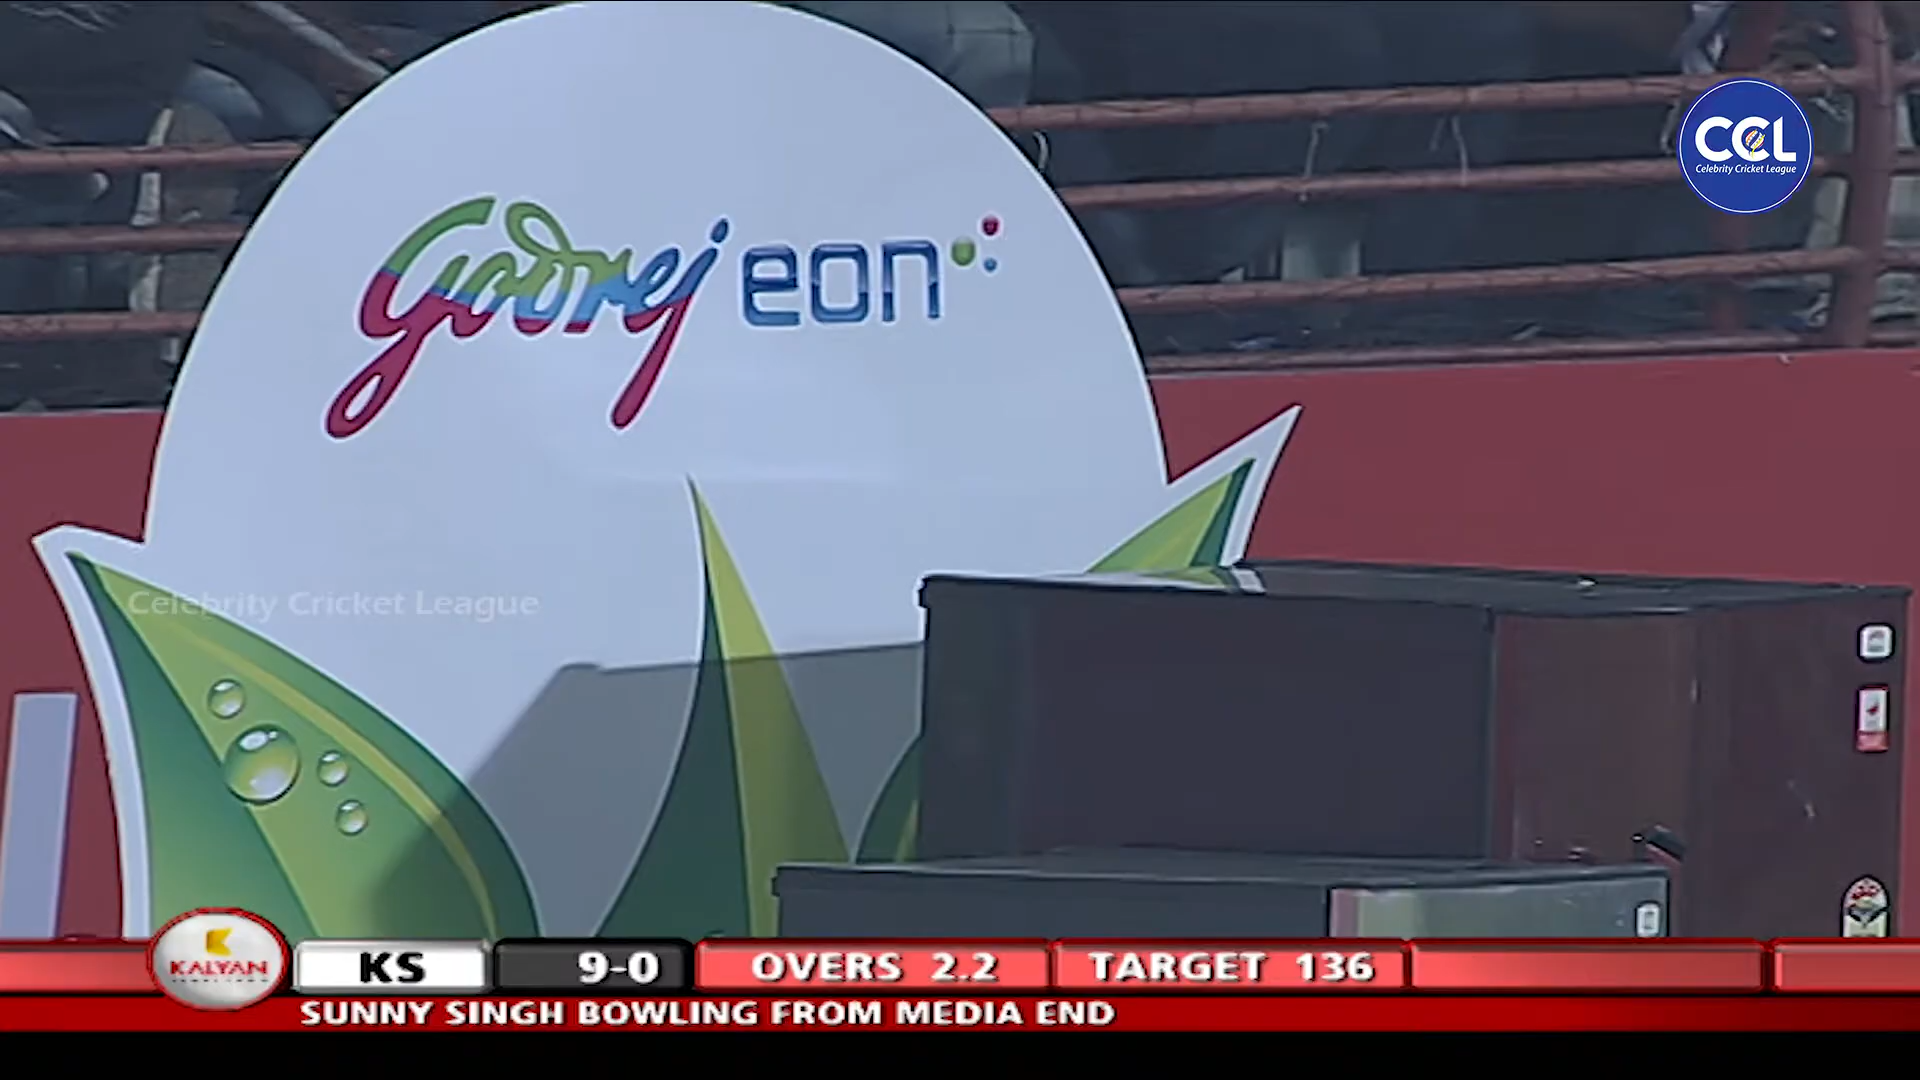 CCL
Celebrity Cricket League
Godrej eon
Celebrity Cricket League
KALYAN
KS 9-0 OVERS 2.2 TARGET 136
SUNNY SINGH BOWLING FROM MEDIA END